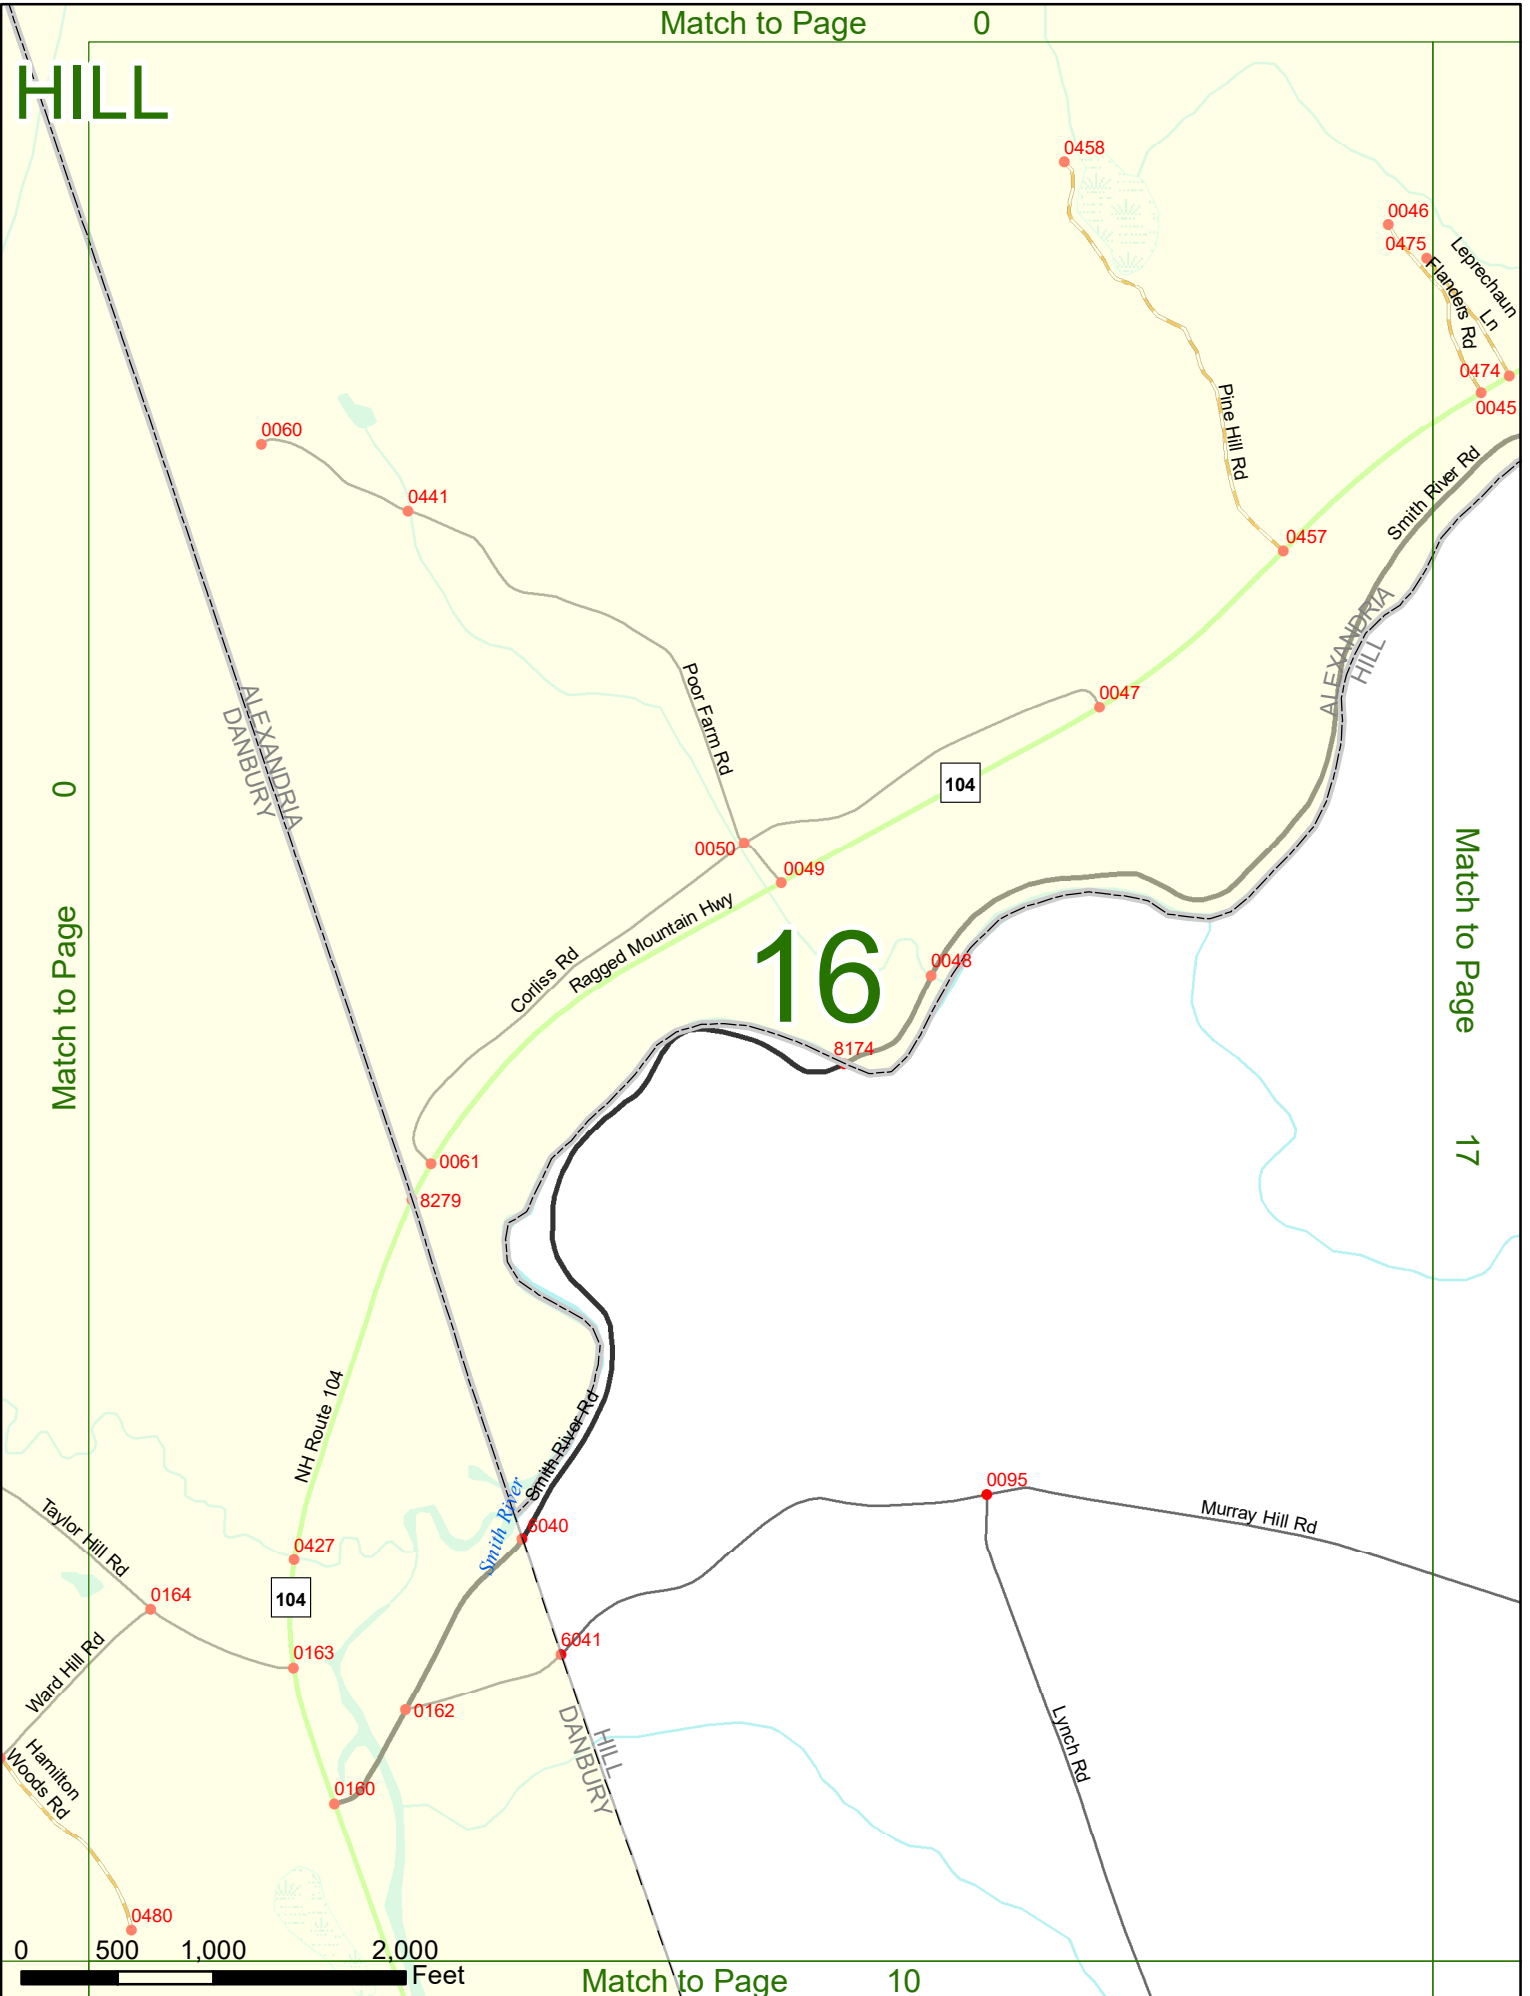 Match to Page 0
HILL
0458
0046
0475
Leprechaun
Ln
Flanders Rd
0474
0045
Pine Hill Rd
0060
0441
Smith River Rd
0457
ALEXANDRIA
HILL
Poor Farm Rd
0047
ALEXANDRIA
DANBURY
104
0
Match to Page
0050
0049
Match to Page
17
Ragged Mountain Hwy
Corliss Rd
16
0048
8174
0061
8279
NH Route 104
Smith River Rd
Smith River
0095
Murray Hill Rd
Taylor Hill Rd
6040
0427
104
0164
6041
Ward Hill Rd
0163
0162
HILL
DANBURY
Lynch Rd
Hamilton
Woods Rd
0160
0480
0 500 1,000 2,000
Feet
Match to Page 10